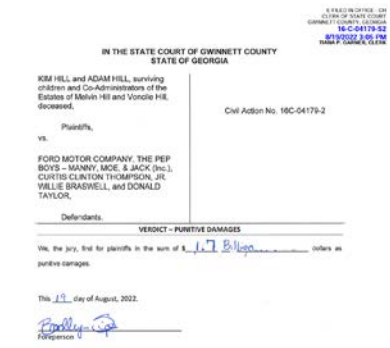 E-FILED IN OFFICE - CH
CLERK OF STATE COURT
GWINNETT COUNTY, GEORGIA
16-C-04179-S2
8/19/2022 3:05 PM
TIANA P. GARNER, CLERK
IN THE STATE COURT OF GWINNETT COUNTY
STATE OF GEORGIA
KIM HILL and ADAM HILL, surviving
children and Co-Administrators of the
Estates of Melvin Hill and Voncile Hill,
deceased,
Civil Action No. 16C-04179-2
Plaintiffs,
vs.
FORD MOTOR COMPANY, THE PEP
BOYS – MANNY, MOE, & JACK (Inc.),
CURTIS CLINTON THOMPSON, JR.
WILLIE BRASWELL, and DONALD
TAYLOR,
Defendants.
VERDICT – PUNITIVE DAMAGES
We, the jury, find for plaintiffs in the sum of $ 1.7 Billion dollars as
punitive damages.
This 19 day of August, 2022.
Foreperson